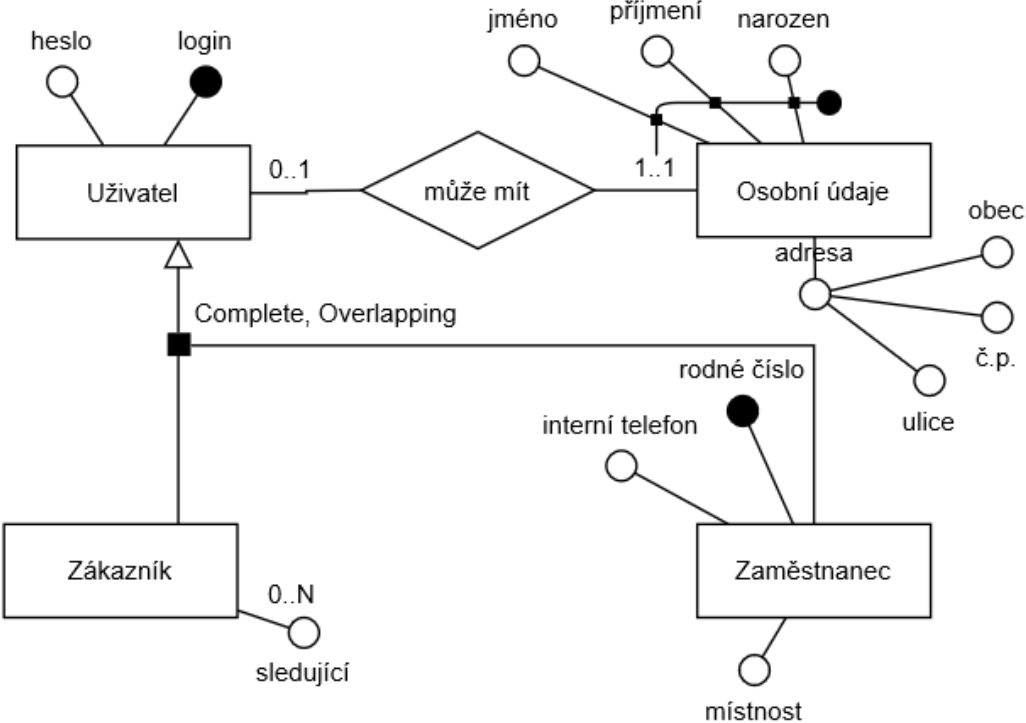 jméno
příjmení
narozen
heslo
login
0..1
1..1
Uživatel
může mít
Osobní údaje
obec
adresa
Complete, Overlapping
č.p.
rodné číslo
ulice
interní telefon
Zákazník
Zaměstnanec
0..N
sledující
místnost